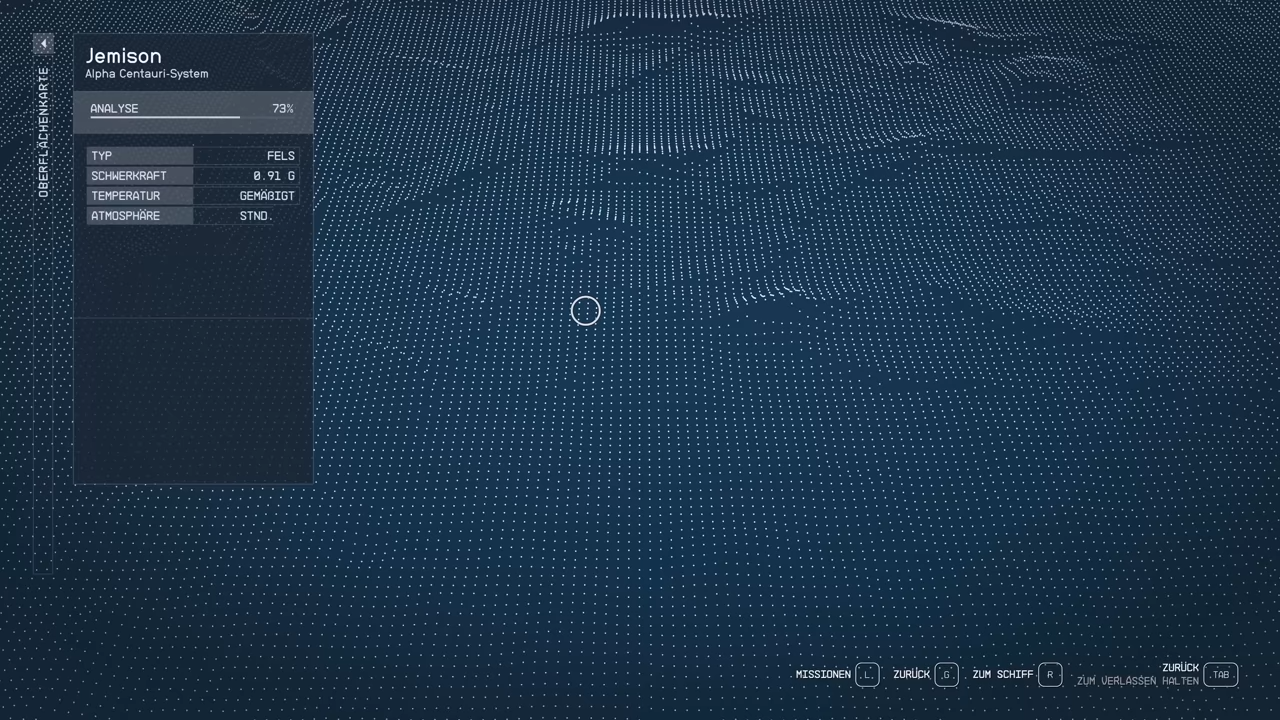 Jemison
Alpha Centauri-System
OBERFLÄCHENKARTE
ANALYSE 73%
TYP FELS
SCHWERKRAFT 0.91 G
TEMPERATUR GEMÄßIGT
ATMOSPHÄRE STND.
MISSIONEN L
ZURÜCK G
ZUM SCHIFF R
ZURÜCK TAB
ZUM VERLASSEN HALTEN